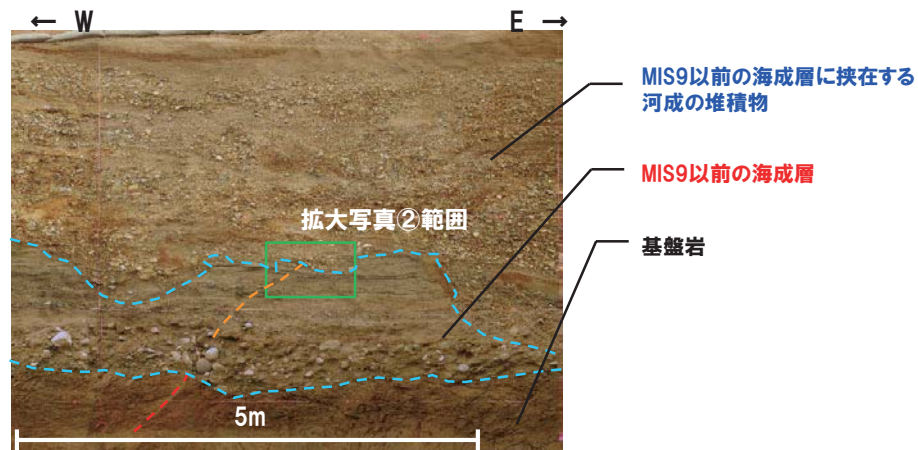 ← W E →
MIS9以前の海成層に挟在する
河成の堆積物
MIS9以前の海成層
拡大写真②範囲
基盤岩
5m